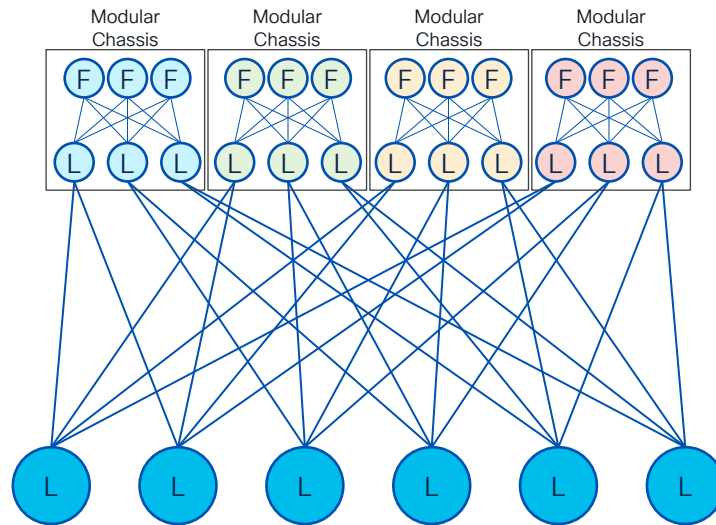 Modular
Chassis
Modular
Chassis
Modular
Chassis
Modular
Chassis
F F F F F F F F F F F F
L L L L L L L L L L L L
L L L L L L